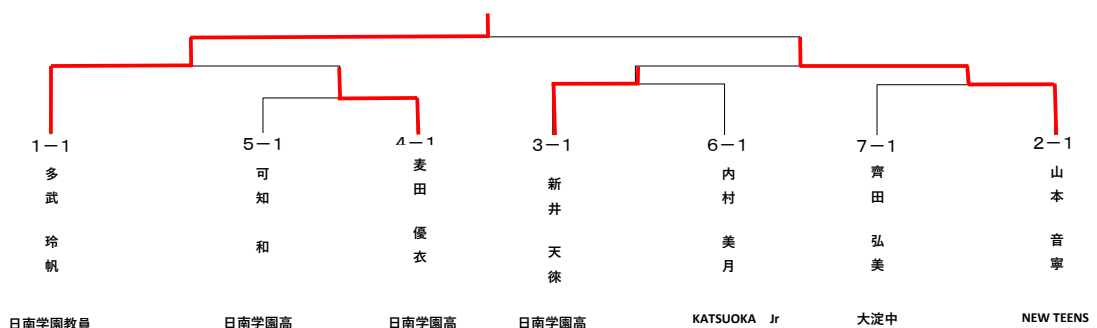 1－1 5－1 4－1 3－1 6－1 7－1 2－1
多武 玲帆
可知 和
麦田 優衣
新井 天徠
内村 美月
齊田 弘美
山本 音寧
日南学園教員 日南学園高 日南学園高 日南学園高 KATSUOKA Jr 大淀中 NEW TEENS